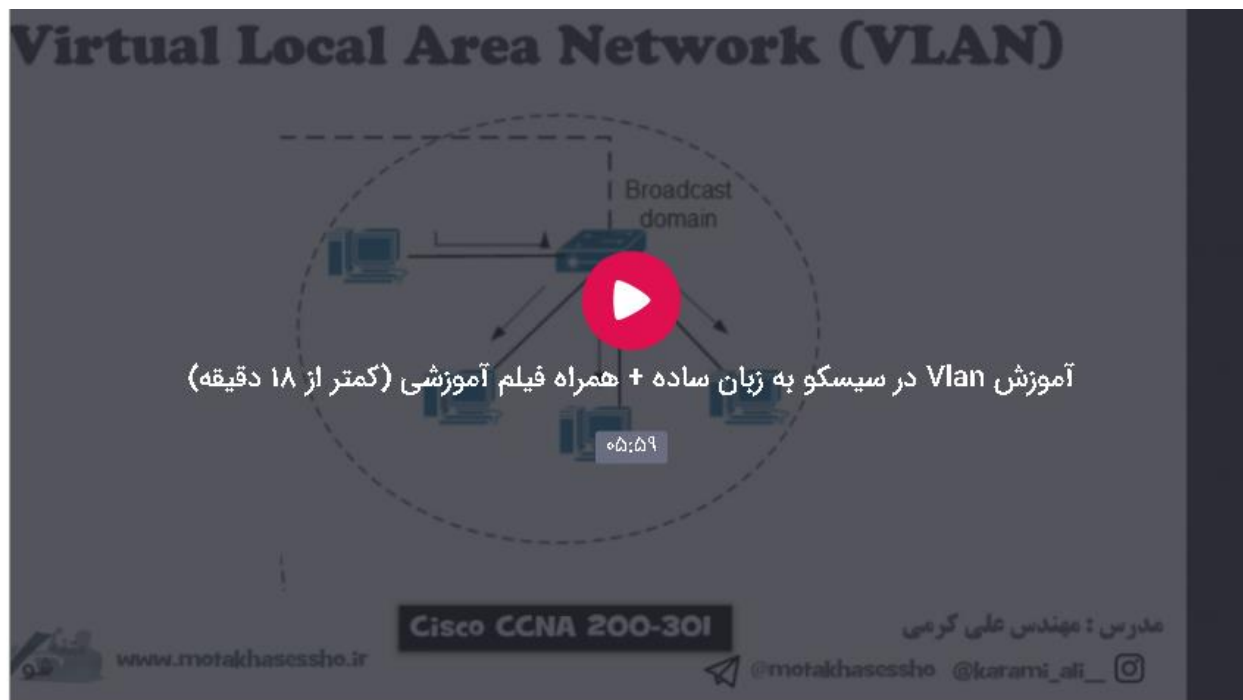 Virtual Local Area Network (VLAN)
Broadcast
domain
آموزش Vlan در سیسکو به زبان ساده + همراه فیلم آموزشی (کمتر از ۱۸ دقیقه)
۰۵:۵۹
Cisco CCNA 200-301
مدرس : مهندس علی کرمی
شو
www.motakhasessho.ir
@motakhasessho @karami_ali__